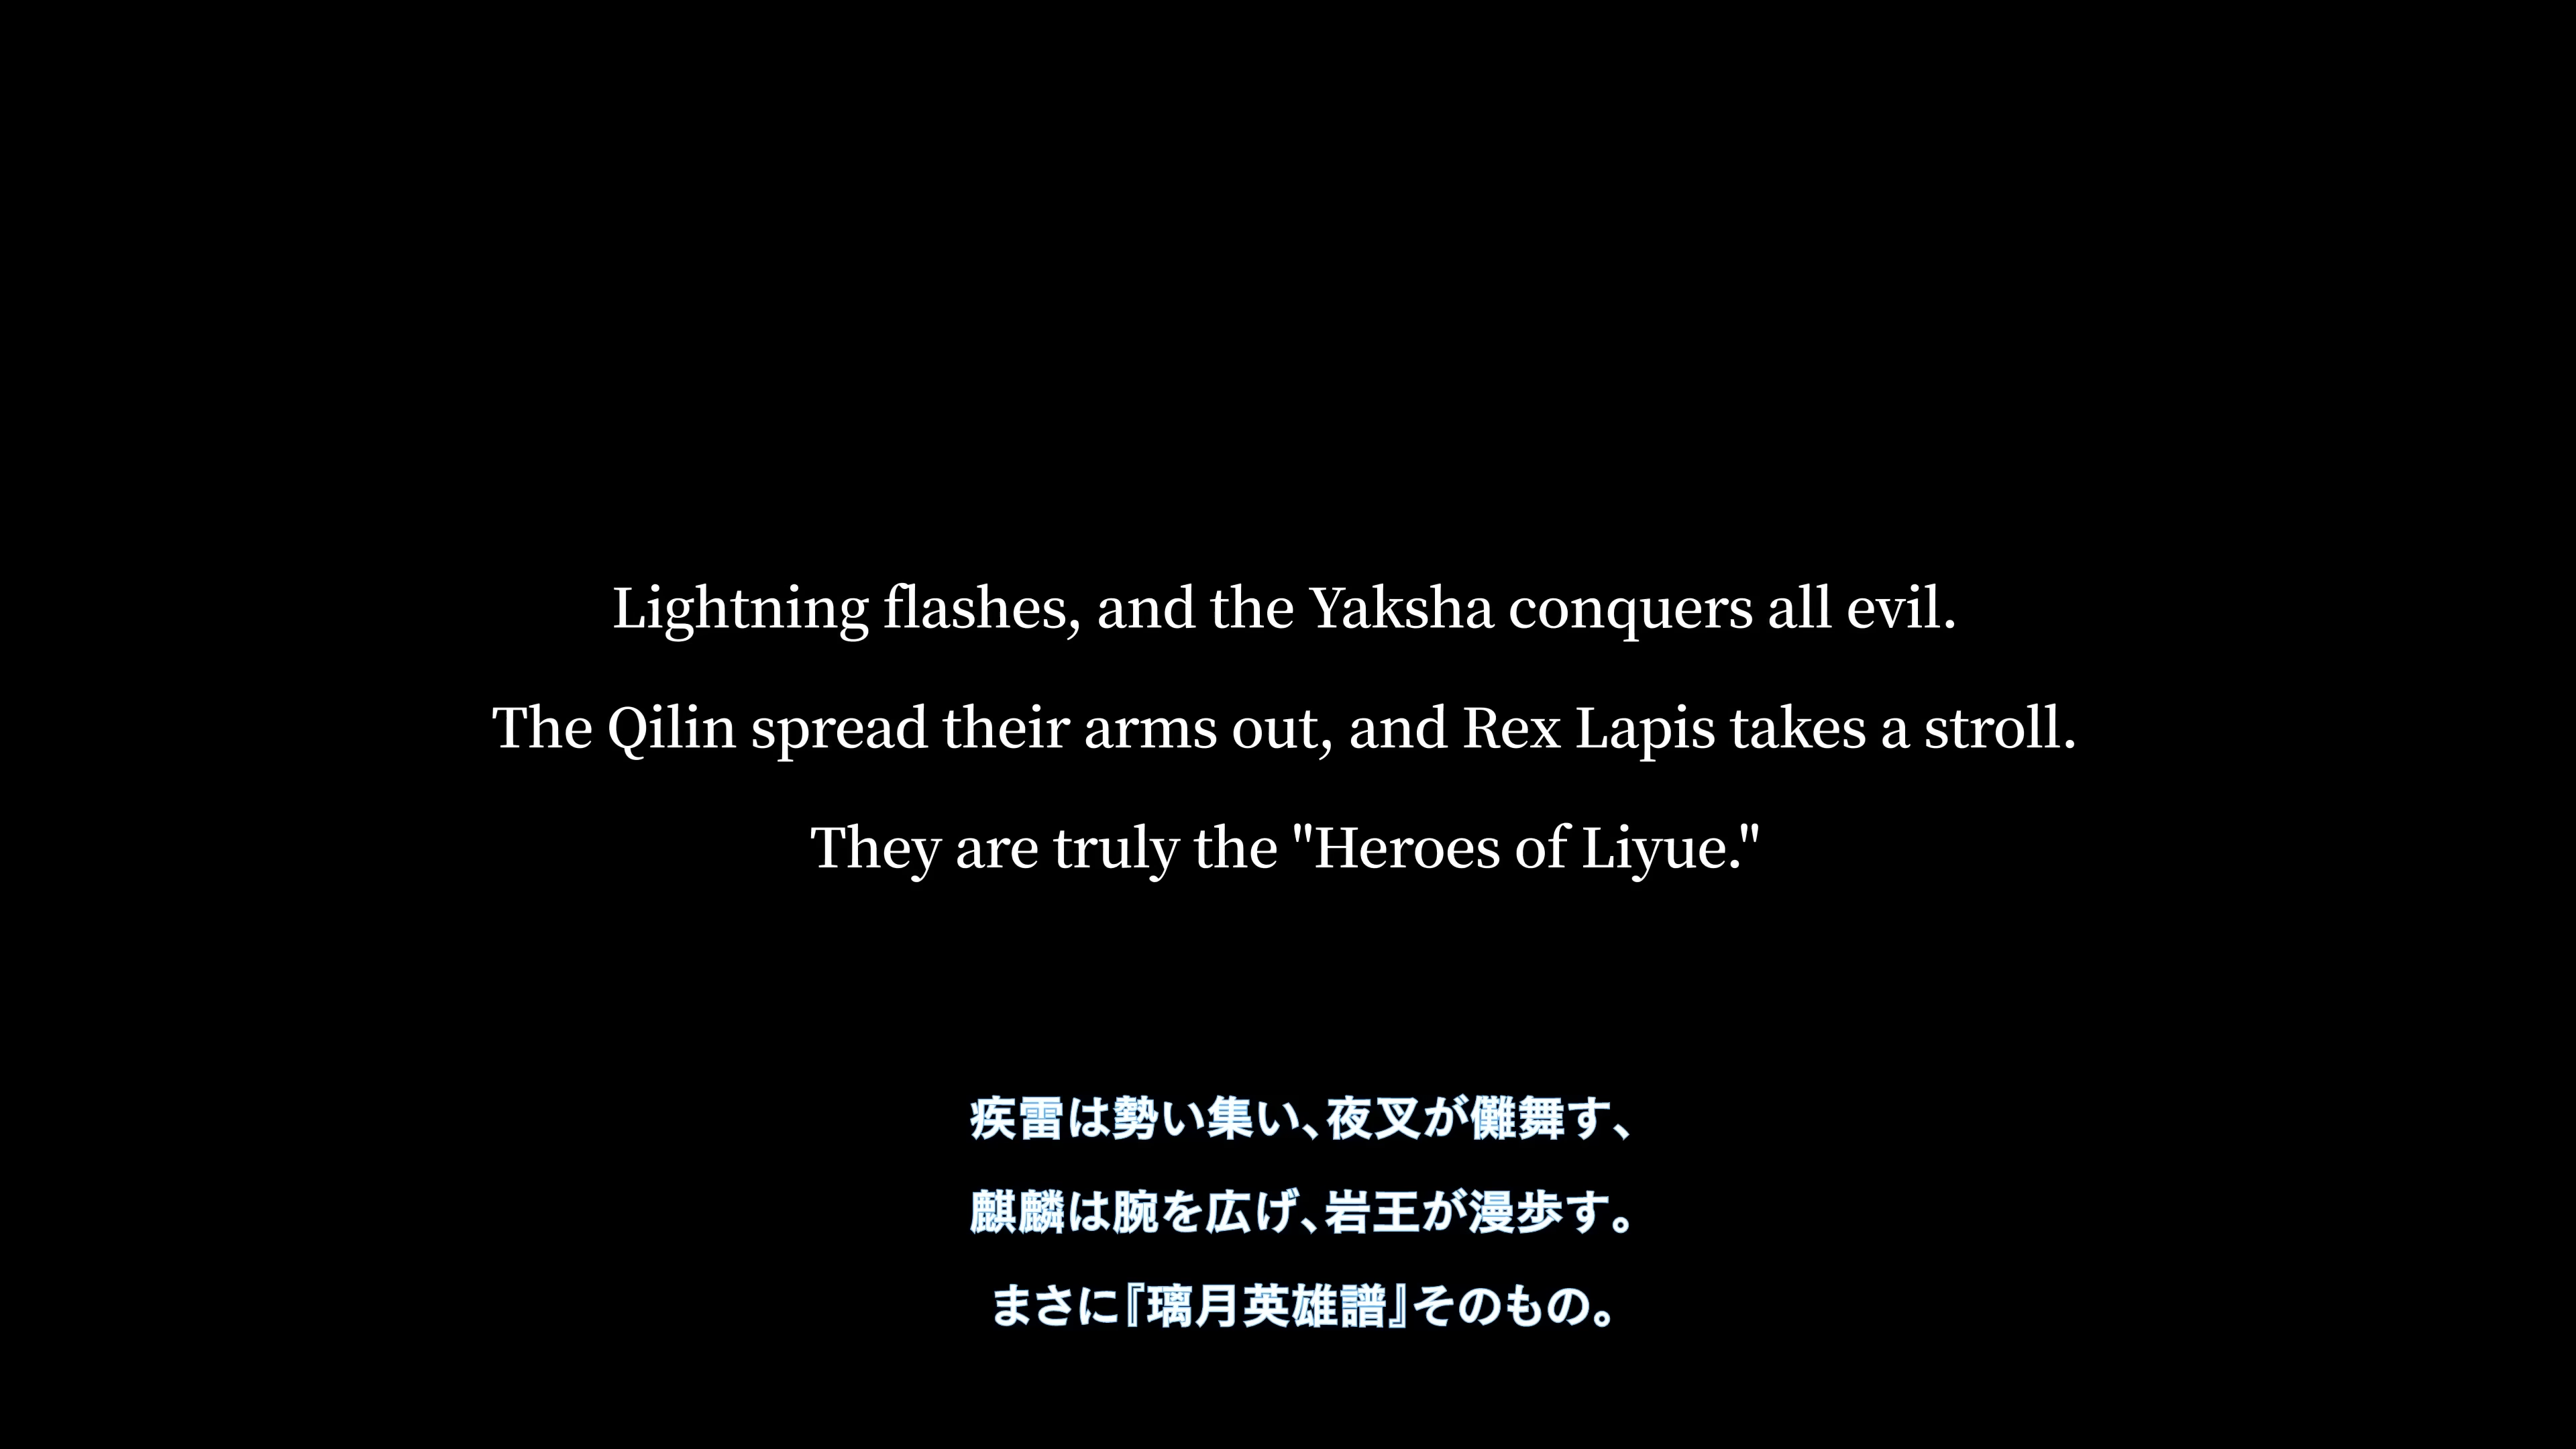 Lightning flashes, and the Yaksha conquers all evil.
The Qilin spread their arms out, and Rex Lapis takes a stroll.
They are truly the "Heroes of Liyue."
疾雷は勢い集い、夜叉が儺舞す、
麒麟は腕を広げ、岩王が漫歩す。
まさに『璃月英雄譜』そのもの。